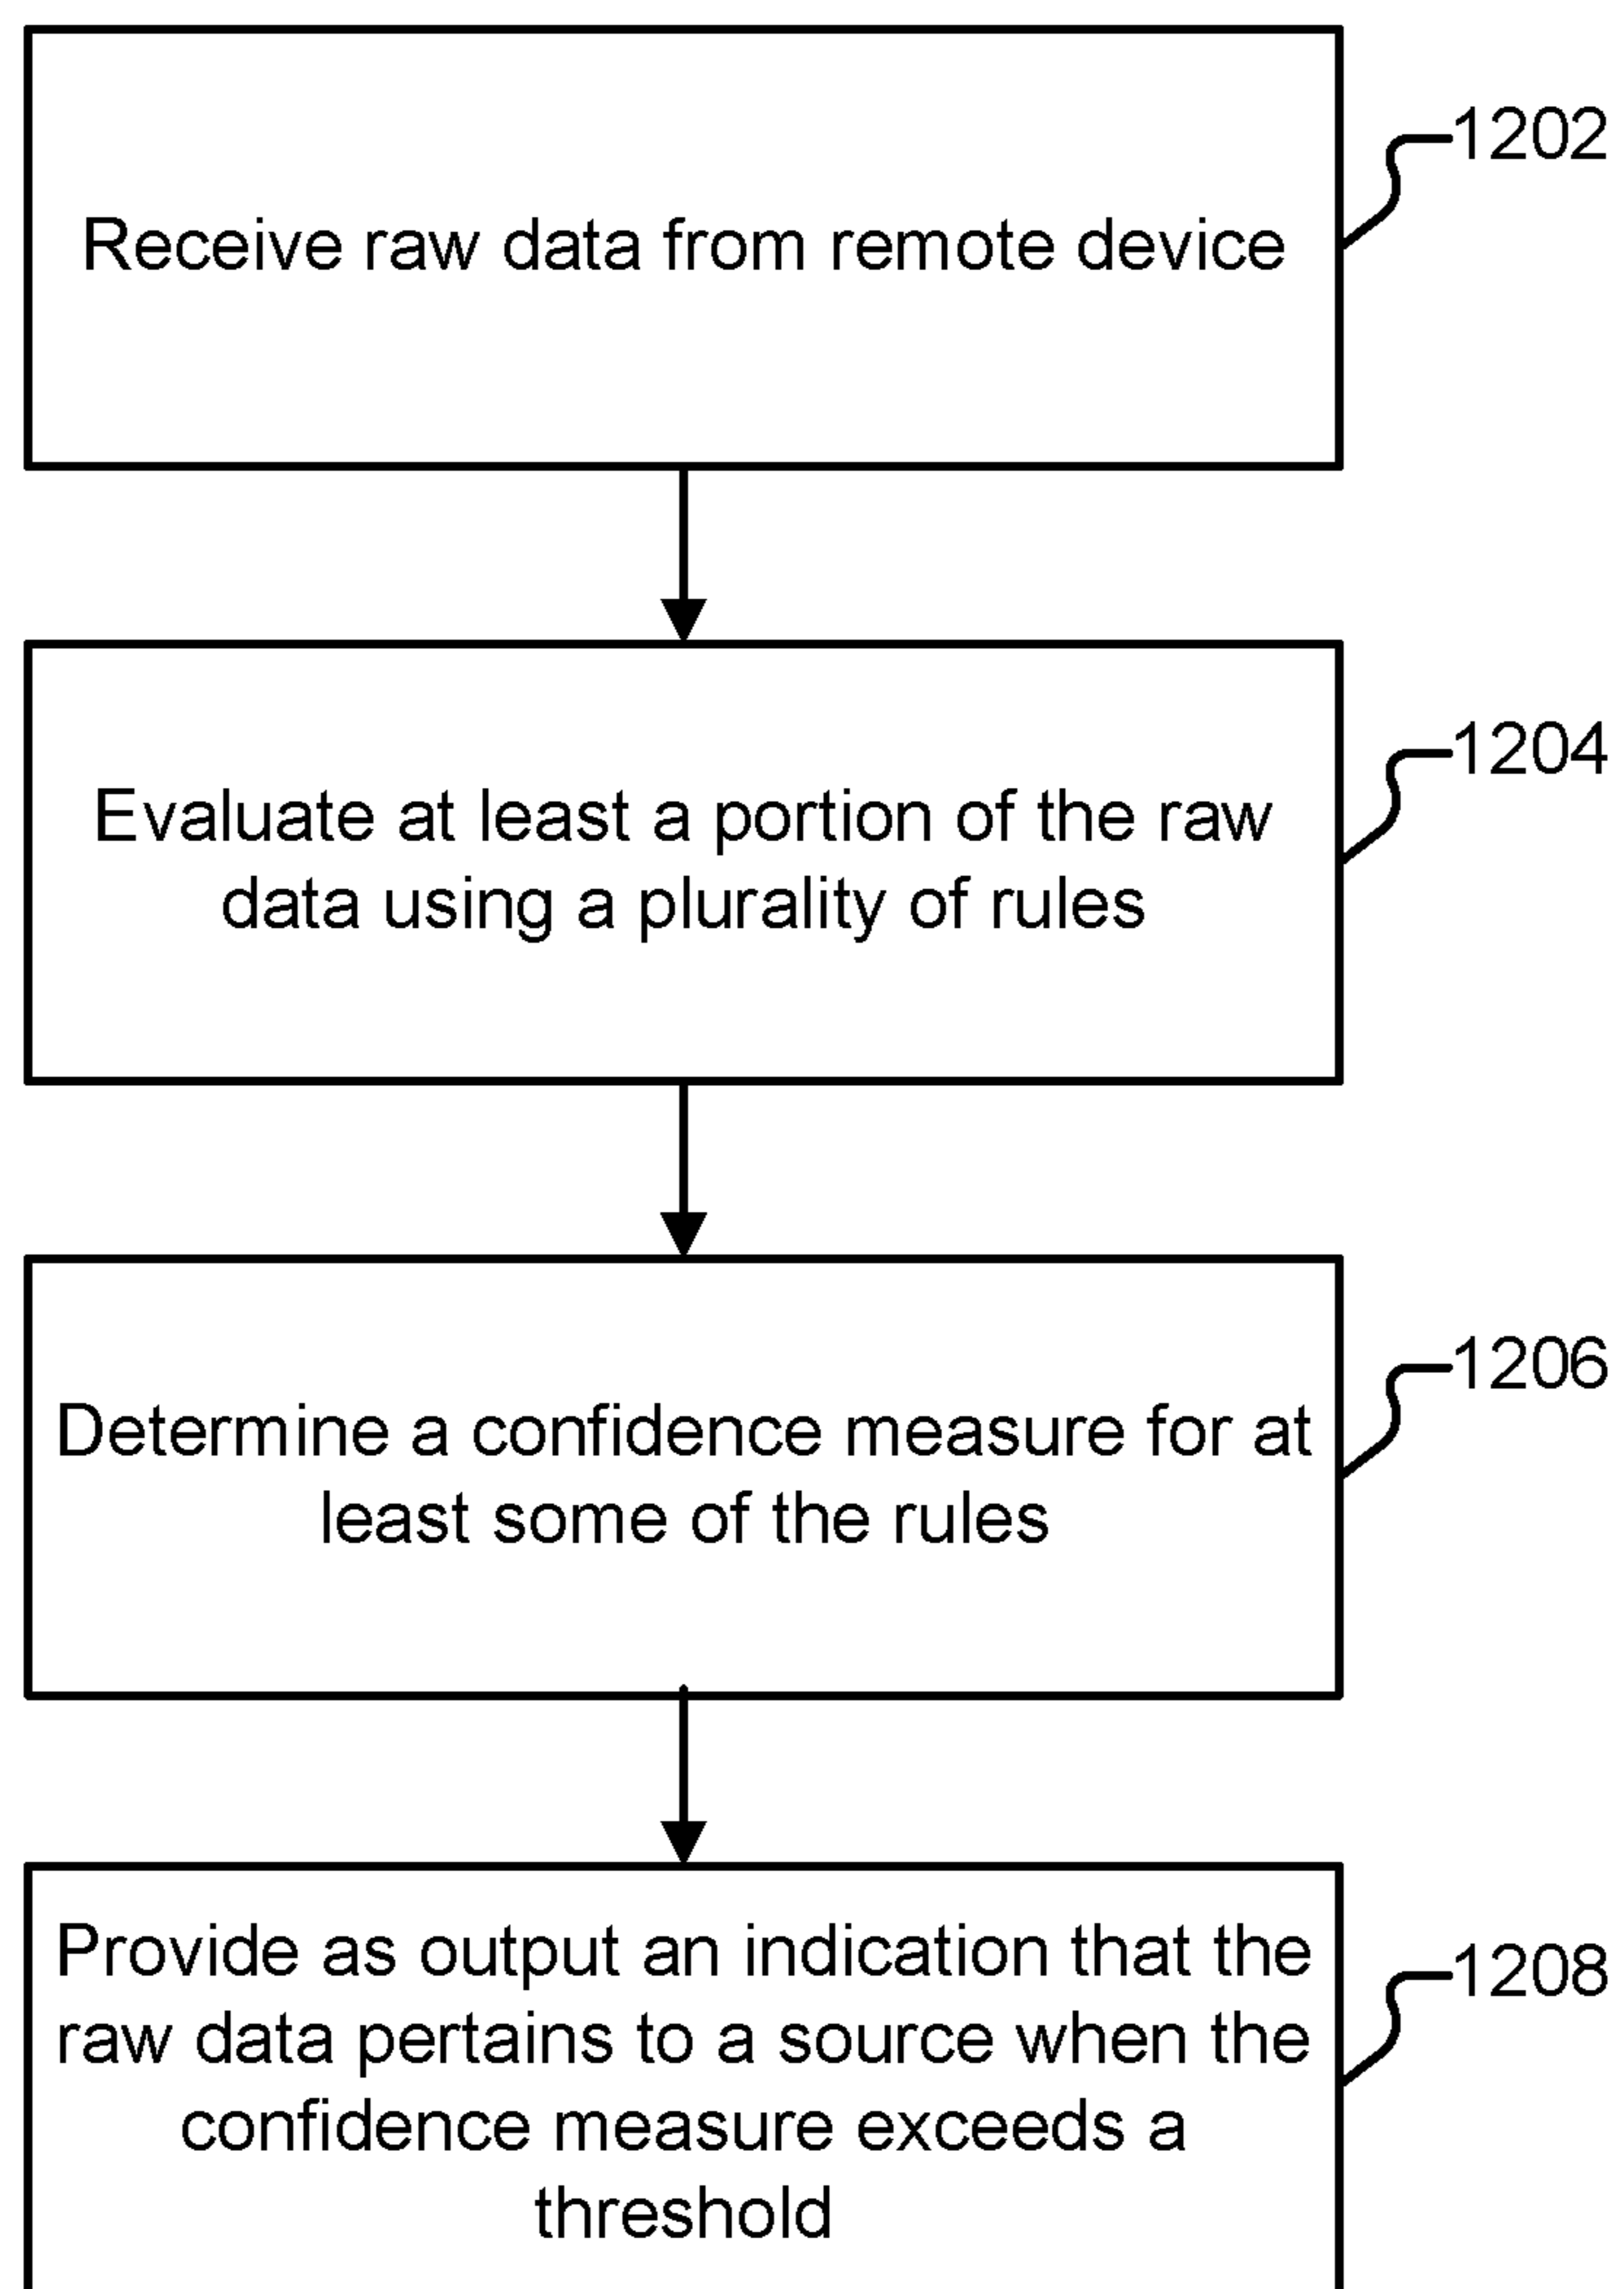 1202
Receive raw data from remote device
1204
Evaluate at least a portion of the raw
data using a plurality of rules
1206
Determine a confidence measure for at
least some of the rules
1208
Provide as output an indication that the
raw data pertains to a source when the
confidence measure exceeds a
threshold